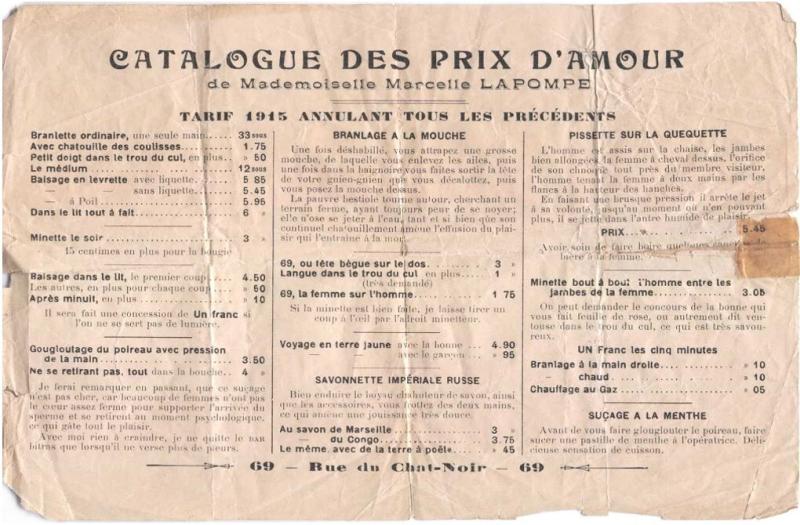 CATALOGUE DES PRIX D'AMOUR
de Mademoiselle Marcelle LAPOMPE
TARIF 1915 ANNULANT TOUS LES PRÉCÉDENTS
Branlette ordinaire, une seule main..... 33 sous
Avec chatouille des coulisses............ 1.75
Petit doigt dans le trou du cul, en plus.. » 50
Le médium................................ 12 sous
Baisage en levrette avec liquette..... 5 85
— — sans liquette..... 5.45
— à Poil................ 5.95
Dans le lit tout à fait................... 6 »
Minette le soir.......................... 3 »
15 centimes en plus pour la bougie
Baisage dans le lit, le premier coup.... 4.50
Les autres, en plus pour chaque coup.... » 50
Après minuit, en plus.................... » 10
Il sera fait une concession de Un franc si
l'on ne se sert pas de lumière.
Gougloutage du poireau avec pression
de la main............................ 3.50
Ne se retirant pas, tout dans la bouche.. 4 »
Je ferai remarquer en passant, que ce suçage
n'est pas cher, car beaucoup de femmes n'ont pas
le cœur assez ferme pour supporter l'arrivée du
sperme et se retirent au moment psychologique,
ce qui gâte tout le plaisir.
Avec moi rien à craindre, je ne quitte le bar
bitras que lorsqu'il ne verse plus de pleurs.
BRANLAGE A LA MOUCHE
Une fois déshabillé, vous attrapez une grosse
mouche, de laquelle vous enlevez les ailes, puis
une fois dans la baignoire vous faites sortir la tête
de votre guien-guien que vous décalottez, puis
vous posez la mouche dessus.
La pauvre bestiole tourne autour, cherchant un
terrain ferme, ayant toujours peur de se noyer;
elle n'ose se jeter à l'eau, tant et si bien que son
continuel chatouillement amène l'effusion du plai-
sir qui l'entraine à la mort.
69, ou tête bègue sur le dos........ 3 »
Langue dans le trou du cul en plus.... 1 »
(très demandé)
69, la femme sur l'homme............ 1 75
Si la minette est bien faite, je laisse tirer un
coup à l'œil par l'adroit minetteur.
Voyage en terre jaune avec la bonne ... 4.90
— — avec le garçon... » 95
SAVONNETTE IMPÉRIALE RUSSE
Bien enduire le boyau chahuteur de savon, ainsi
que les accessoires, vous frottez des deux mains,
ce qui amène une jouissance très douce.
Au savon de Marseille............... 3 »
— du Congo................. 3.75
Le même, avec de la terre à poële.. » 45
PISSETTE SUR LA QUEQUETTE
L'homme est assis sur la chaise, les jambes
bien allongées, la femme à cheval dessus, l'orifice
de son chnoque tout près du membre visiteur,
l'homme tenant la femme à deux mains par les
flancs à la hauteur des hanches.
En faisant une brusque pression il arrête le jet
à sa volonté, jusqu'au moment où n'en pouvant
plus, il se jette dans l'antre humide de plaisir.
PRIX.................. 5.45
Avoir soin de faire boire quelques
bière à la femme.
Minette bout à bout, l'homme entre les
jambes de la femme................ 3.05
On peut demander le concours de la bonne qui
vous fait feuille de rose, ou autrement dit ven-
touse dans le trou du cul, ce qui est très savou-
reux.
UN Franc les cinq minutes
Branlage à la main droite........... » 10
— chaud................ » 10
Chauffage au Gaz.................. » 05
SUÇAGE A LA MENTHE
Avant de vous faire glouglouter le poireau, faire
sucer une pastille de menthe à l'opératrice. Déli-
cieuse sensation de cuisson.
69 — Rue du Chat-Noir — 69